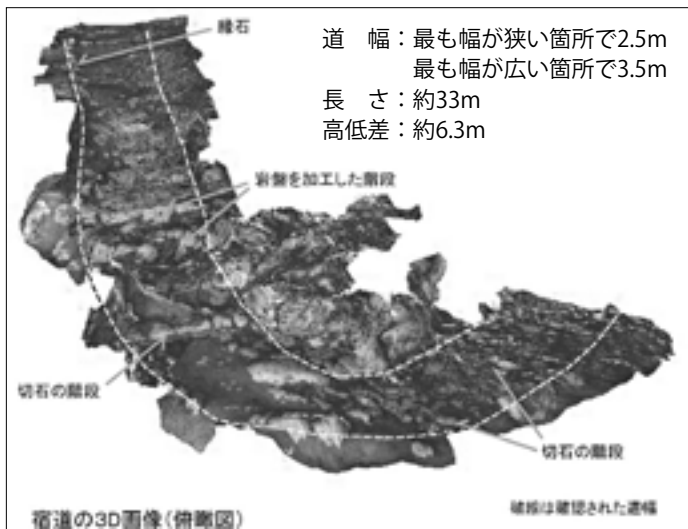 道　幅：最も幅が狭い箇所で2.5m
最も幅が広い箇所で3.5m
長　さ：約33m
高低差：約6.3m
縁石
岩盤を加工した階段
切石の階段
切石の階段
宿道の3D画像(俯瞰図)
破線は確認された道幅